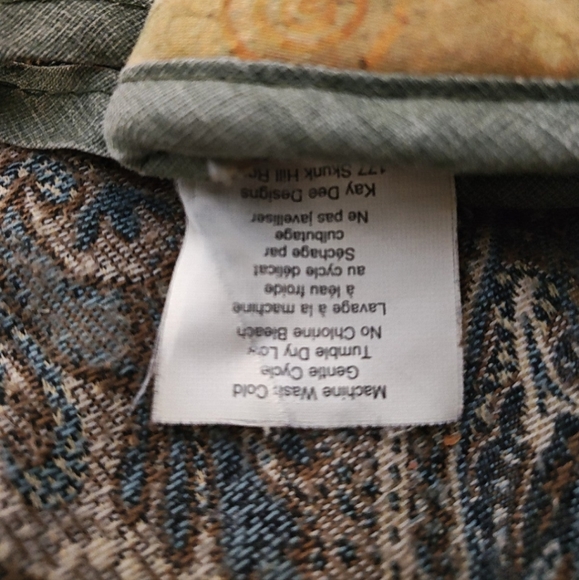 Machine Wash Cold
Gentle Cycle
Tumble Dry Low
No Chlorine Bleach
Lavage à la machine
à l'eau froide
au cycle délicat
Séchage par
culbutage
Ne pas javelliser
Kay Dee Designs
177 Skunk Hill